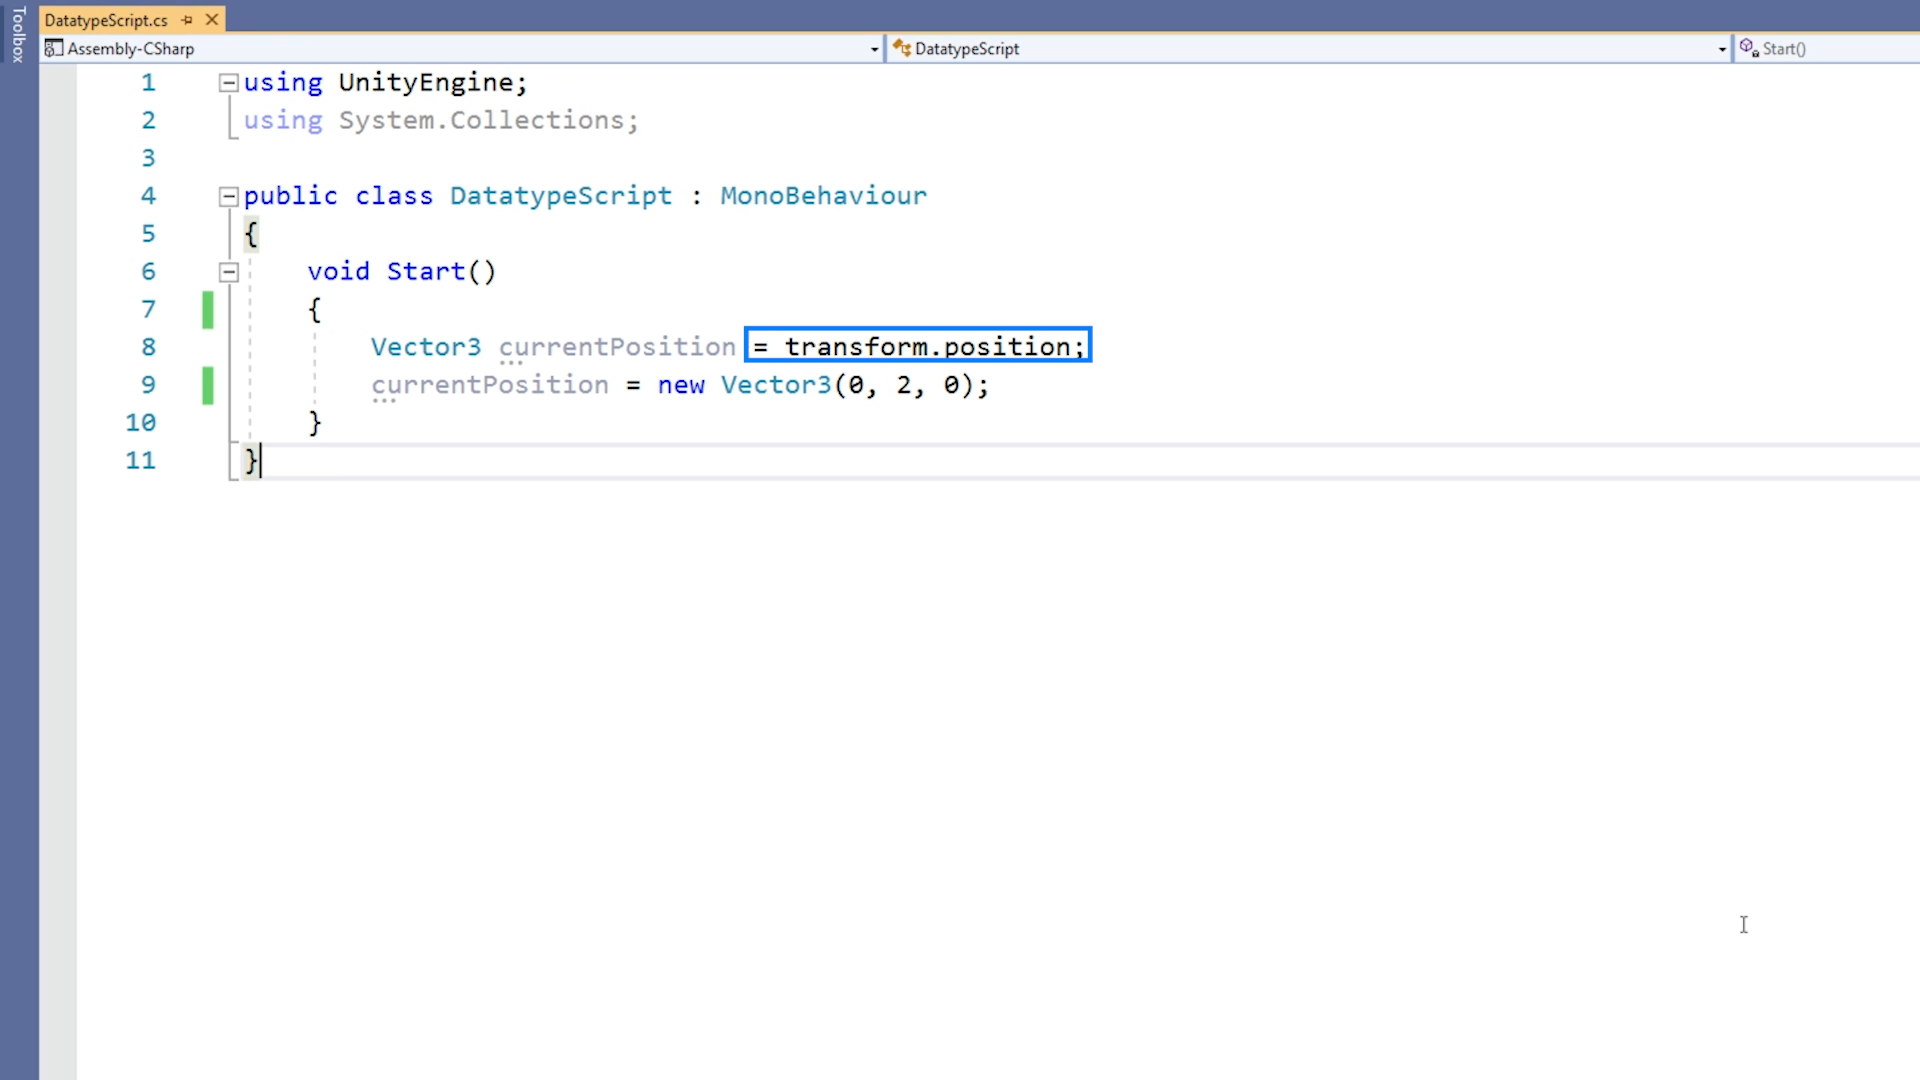 Toolbox
DatatypeScript.cs
Assembly-CSharp
DatatypeScript
Start()
1 using UnityEngine;
2 using System.Collections;
3
4 public class DatatypeScript : MonoBehaviour
5 {
6 void Start()
7 {
8 Vector3 currentPosition = transform.position;
9 currentPosition = new Vector3(0, 2, 0);
10 }
11 }